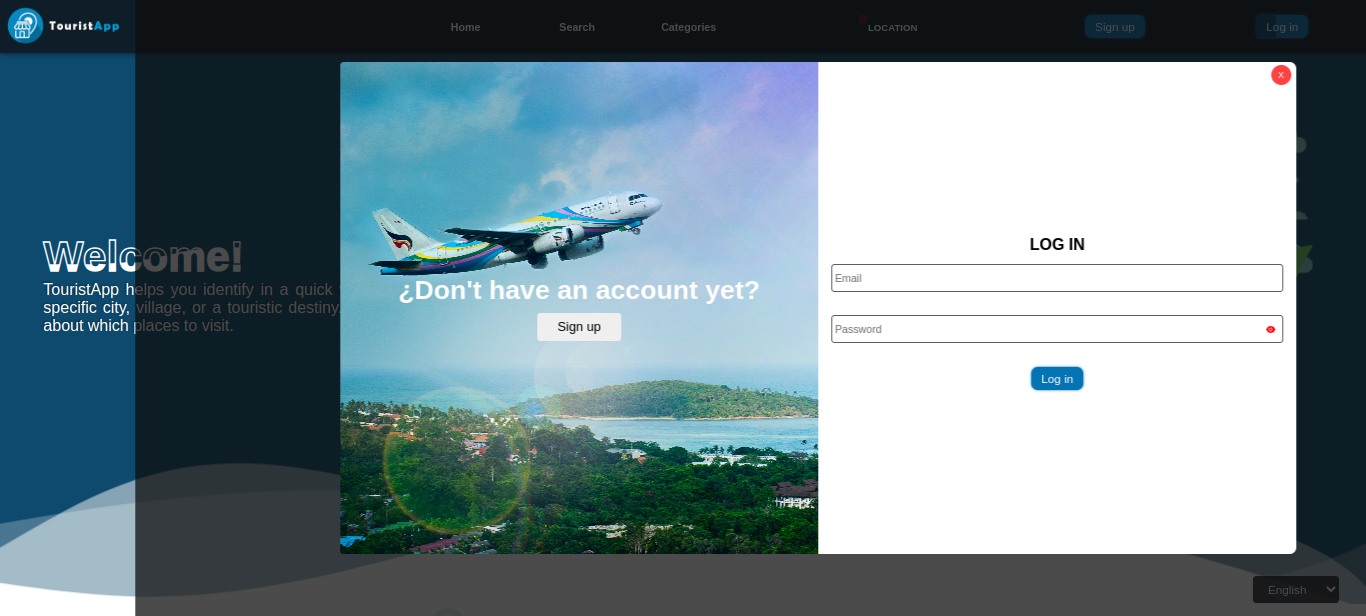 TouristApp
Home
Search
Categories
LOCATION
Sign up
Log in
X
Welcome!
TouristApp helps you identify in a quick
specific city, village, or a touristic destiny.
about which places to visit.
¿Don't have an account yet?
Sign up
LOG IN
Email
Password
Log in
English